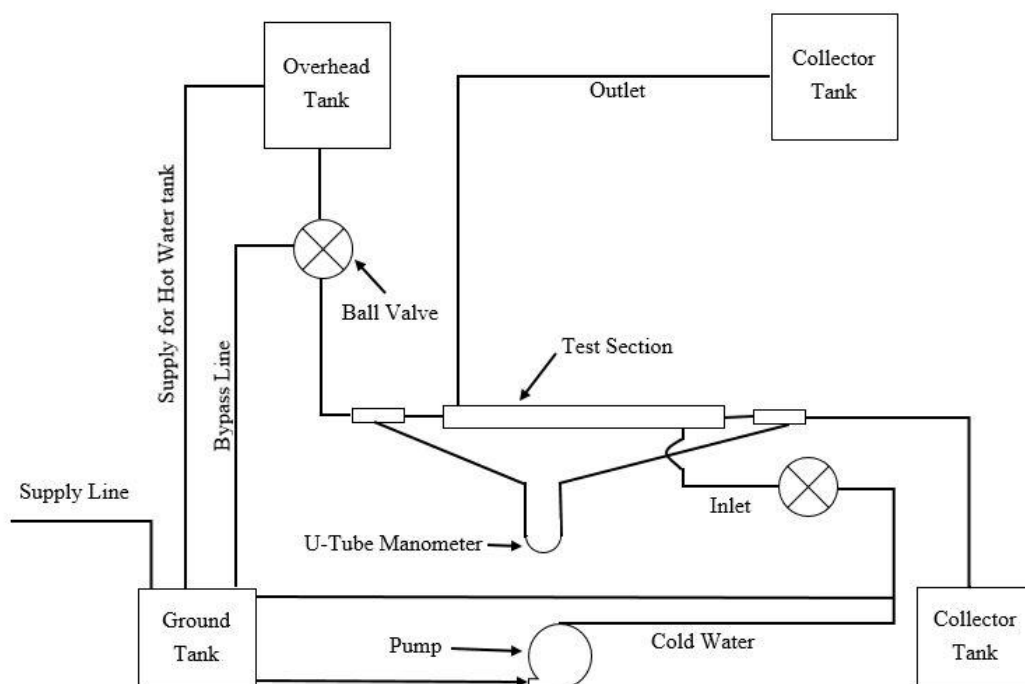 Overhead
Tank
Collector
Tank
Outlet
Supply for Hot Water tank
Ball Valve
Bypass Line
Test Section
Supply Line
Inlet
U-Tube Manometer
Ground
Tank
Pump
Cold Water
Collector
Tank